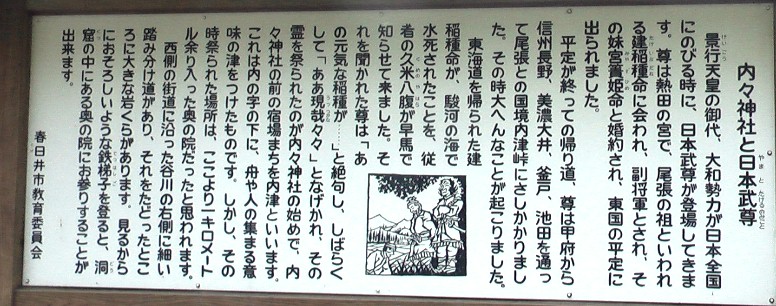 内々神社と日本武尊
やまとたけるのみこと
景行天皇の御代、大和勢力が日本全国
けいこう
にのびる時に、日本武尊が登場してきま
す。尊は熱田の宮で、尾張の祖といわれ
る建稲種命に会われ、副将軍とされ、そ
の妹宮簀姫命と婚約され、東国の平定に
出られました。
平定が終っての帰り道、尊は甲府から
信州長野、美濃大井、釜戸、池田を通っ
て尾張との国境内津峠にさしかかりまし
た。その時大へんなことが起こりました。
東海道を帰られた建
稲種命が、駿河の海で
水死されたことを、従
者の久米八腹が早馬で
知らせて来ました。そ
れを聞かれた尊は「あ
の元気な稲種が……」と絶句し、しばらく
して「ああ現哉々々」となげかれ、その
霊を祭られたのが内々神社の始めで、内
々神社の前の宿場まちを内津といいます。
これは内の字の下に、舟や人の集まる意
味の津をつけたものです。しかし、その
時祭られた場所は、ここより一キロメート
ル余り入った奥の院だったと思われます。
西側の街道に沿った谷川の右側に細い
踏み分け道があり、それをたどったとこ
ろに大きな岩くらがあります。見るから
におそろしいような鉄梯子を登ると、洞
窟の中にある奥の院にお参りすることが
出来ます。
春日井市教育委員会